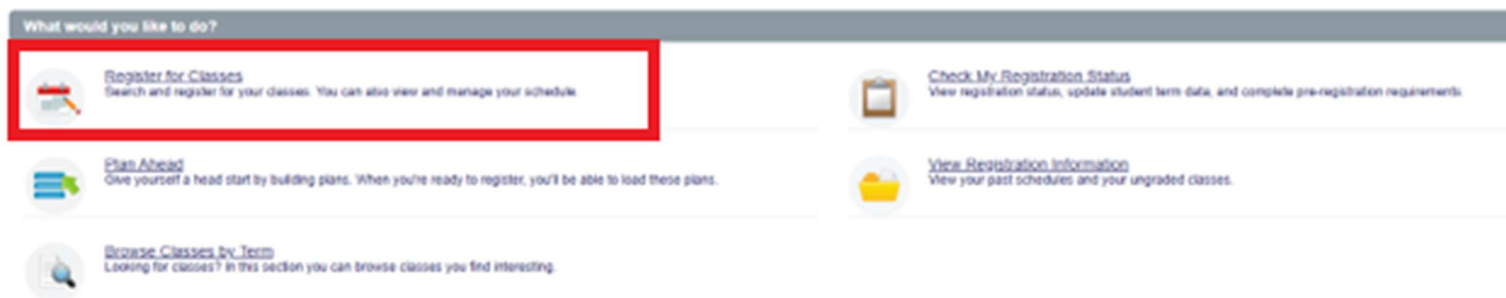 What would you like to do?
Register for Classes
Search and register for your classes. You can also view and manage your schedule.
Check My Registration Status
View registration status, update student term data, and complete pre-registration requirements.
Plan Ahead
Give yourself a head start by building plans. When you're ready to register, you'll be able to load these plans.
View Registration Information
View your past schedules and your ungraded classes.
Browse Classes by Term
Looking for classes? In this section you can browse classes you find interesting.